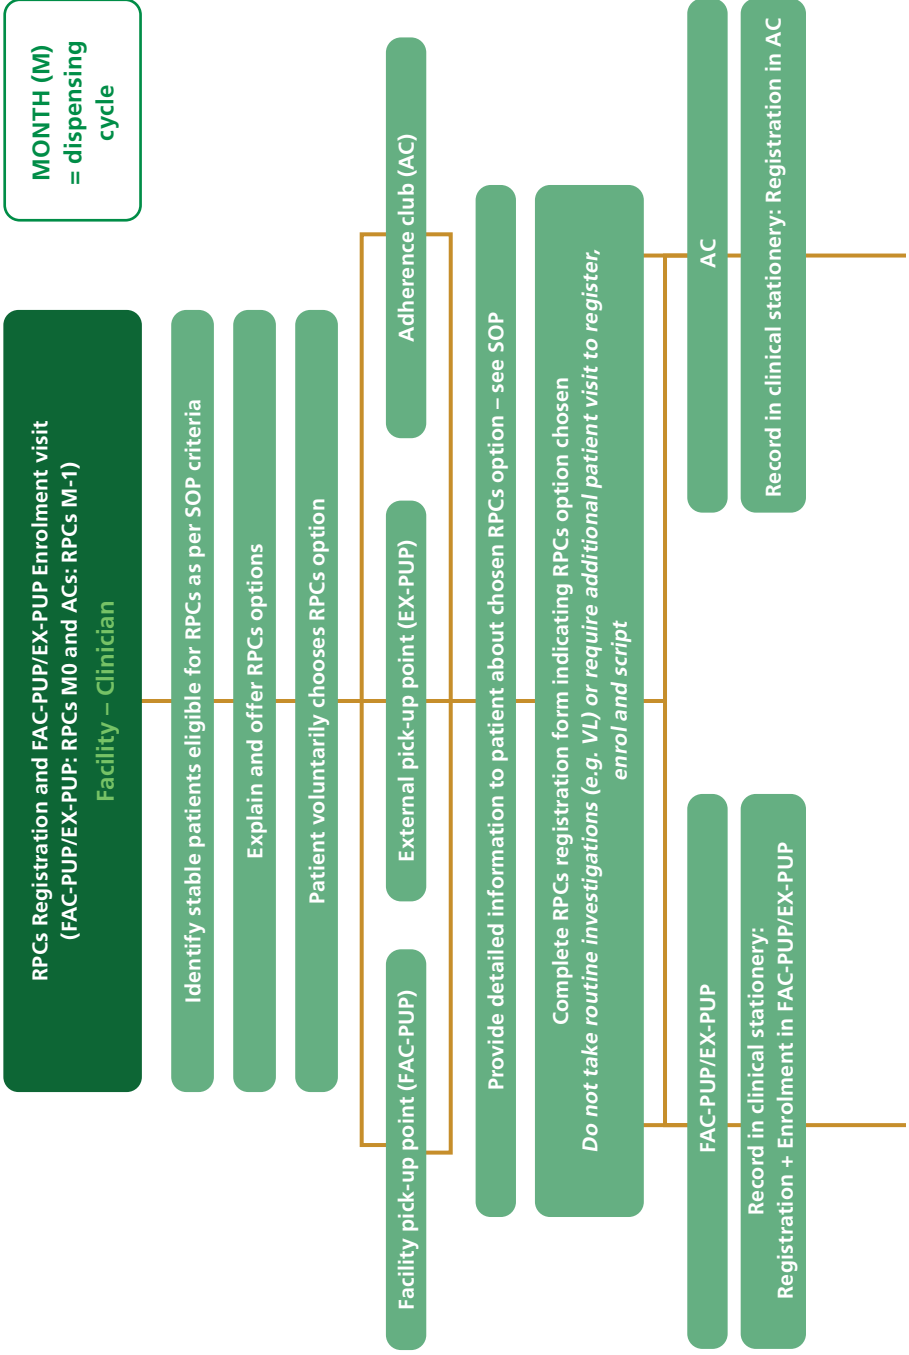 MONTH (M)
= dispensing
cycle
RPCs Registration and FAC-PUP/EX-PUP Enrolment visit
(FAC-PUP/EX-PUP: RPCs M0 and ACs: RPCs M-1)
Facility – Clinician
Identify stable patients eligible for RPCs as per SOP criteria
Explain and offer RPCs options
Patient voluntarily chooses RPCs option
Facility pick-up point (FAC-PUP)
External pick-up point (EX-PUP)
Adherence club (AC)
Provide detailed information to patient about chosen RPCs option – see SOP
Complete RPCs registration form indicating RPCs option chosen
Do not take routine investigations (e.g. VL) or require additional patient visit to register,
enrol and script
FAC-PUP/EX-PUP
Record in clinical stationery:
Registration + Enrolment in FAC-PUP/EX-PUP
AC
Record in clinical stationery: Registration in AC